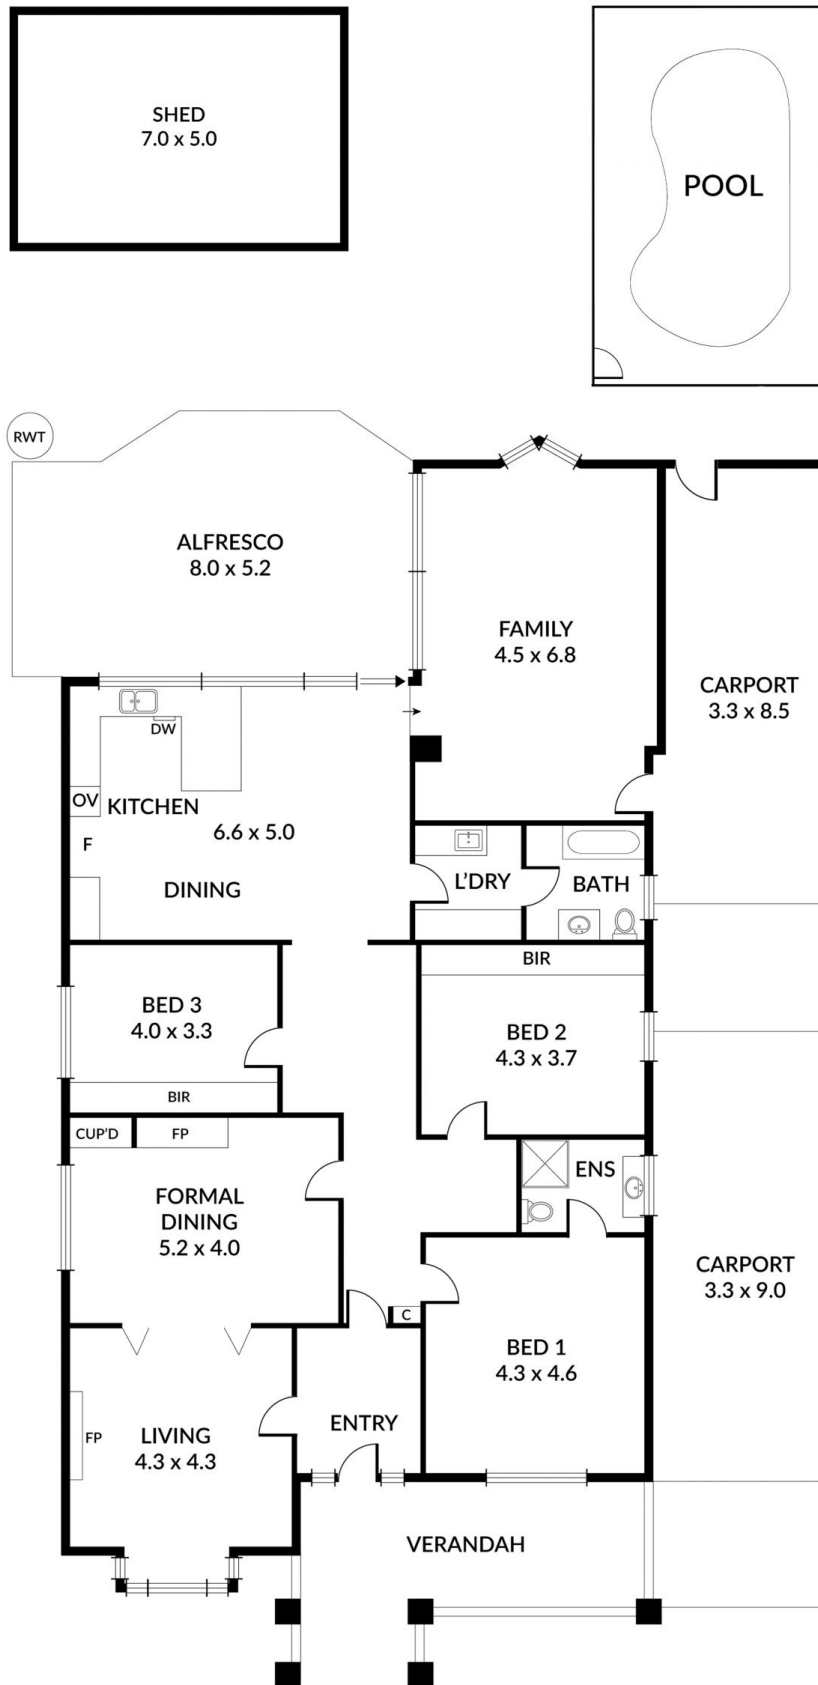 SHED
7.0 x 5.0
POOL
RWT
ALFRESCO
8.0 x 5.2
FAMILY
4.5 x 6.8
CARPORT
3.3 x 8.5
DW
OV
KITCHEN
6.6 x 5.0
F
DINING
L'DRY
BATH
BIR
BED 3
4.0 x 3.3
BED 2
4.3 x 3.7
BIR
CUP'D
FP
ENS
FORMAL
DINING
5.2 x 4.0
CARPORT
3.3 x 9.0
C
BED 1
4.3 x 4.6
ENTRY
FP
LIVING
4.3 x 4.3
VERANDAH